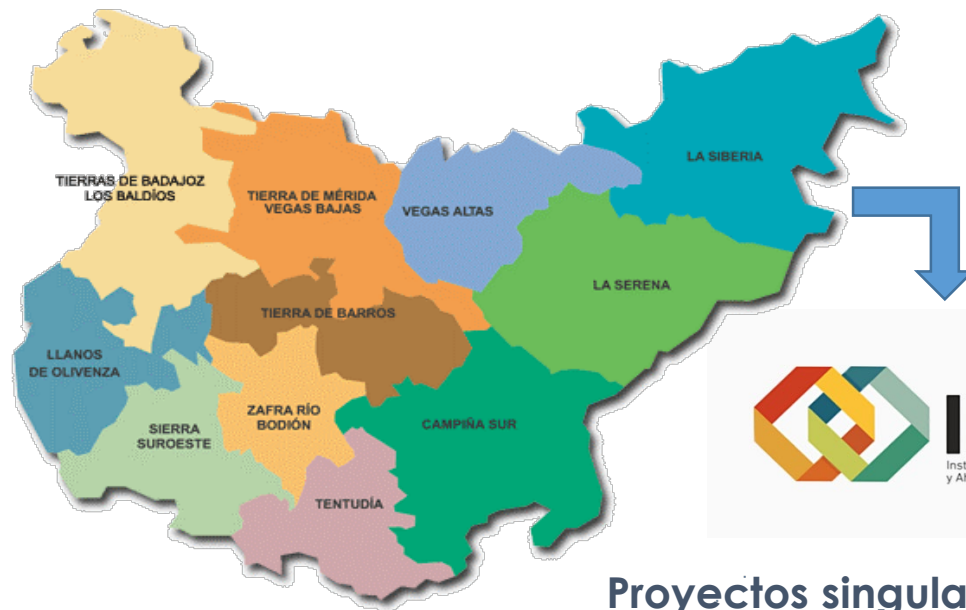 TIERRAS DE BADAJOZ
LOS BALDÍOS
TIERRA DE MÉRIDA
VEGAS BAJAS
VEGAS ALTAS
LA SIBERIA
LA SERENA
TIERRA DE BARROS
LLANOS
DE OLIVENZA
ZAFRA RÍO
BODIÓN
SIERRA
SUROESTE
CAMPIÑA SUR
TENTUDÍA
Proyectos